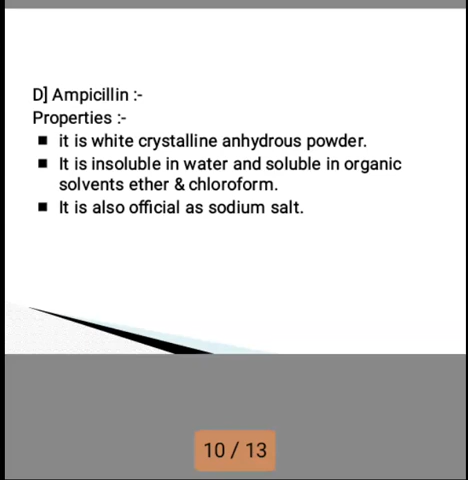 D] Ampicillin :-
Properties :-
▪ it is white crystalline anhydrous powder.
▪ It is insoluble in water and soluble in organic
solvents ether & chloroform.
▪ It is also official as sodium salt.
10 / 13